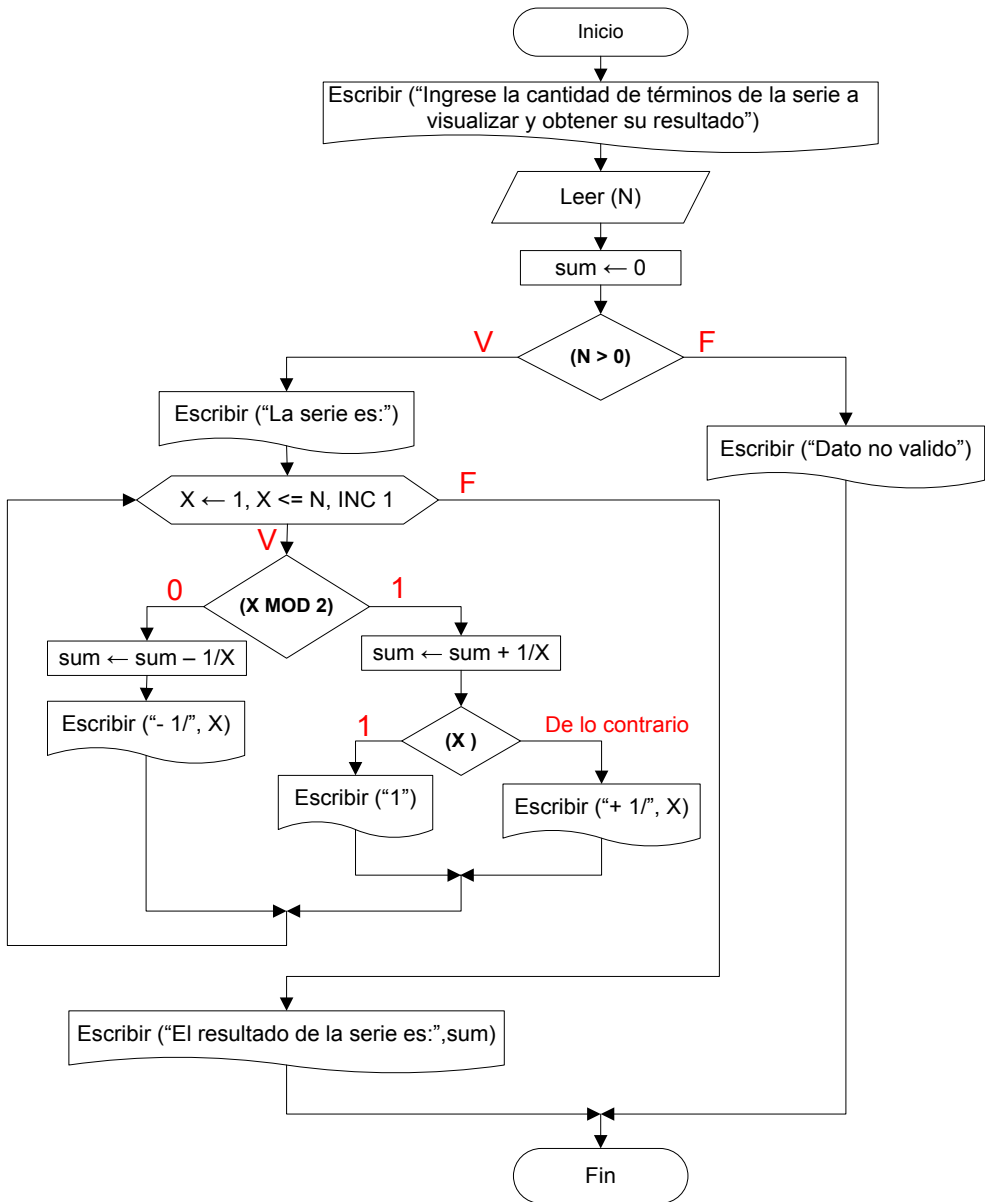 Inicio
Escribir (“Ingrese la cantidad de términos de la serie a
visualizar y obtener su resultado”)
Leer (N)
sum ← 0
(N > 0)
V
F
Escribir (“La serie es:”)
Escribir (“Dato no valido”)
X ← 1, X <= N, INC 1
F
V
(X MOD 2)
0
1
sum ← sum – 1/X
sum ← sum + 1/X
Escribir (“- 1/”, X)
(X )
1
De lo contrario
Escribir (“1”)
Escribir (“+ 1/”, X)
Escribir (“El resultado de la serie es:”,sum)
Fin